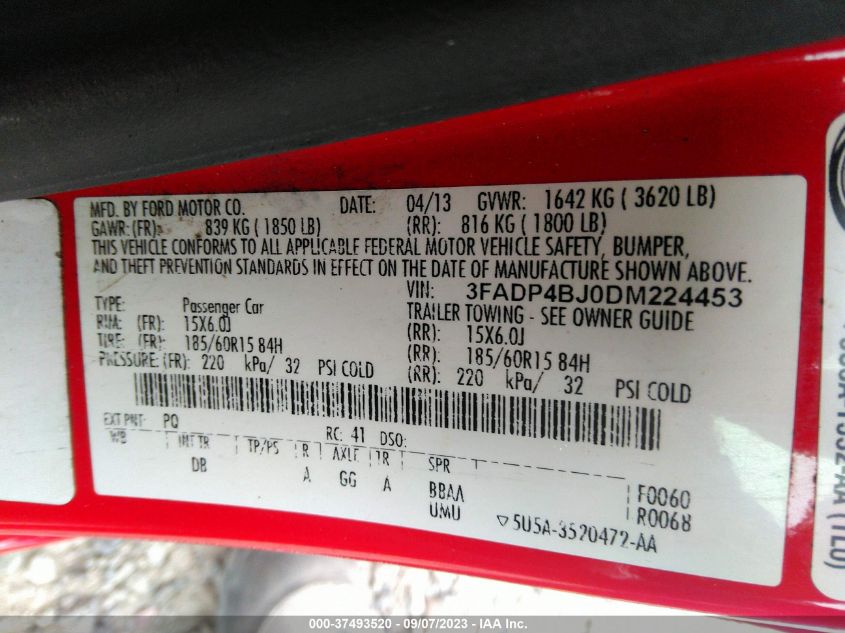 MFD. BY FORD MOTOR CO. DATE: 04/13 GVWR: 1642 KG ( 3620 LB)
GAWR: (FR): 839 KG ( 1850 LB) (RR): 816 KG ( 1800 LB)
THIS VEHICLE CONFORMS TO ALL APPLICABLE FEDERAL MOTOR VEHICLE SAFETY, BUMPER,
AND THEFT PREVENTION STANDARDS IN EFFECT ON THE DATE OF MANUFACTURE SHOWN ABOVE.
VIN: 3FADP4BJ0DM224453
TYPE: Passenger Car TRAILER TOWING - SEE OWNER GUIDE
RIM: (FR): 15X6.0J (RR): 15X6.0J
TIRE: (FR): 185/60R15 84H (RR): 185/60R15 84H
PRESSURE: (FR): 220 kPa/ 32 PSI COLD (RR): 220 kPa/ 32 PSI COLD
EXT PNT: PQ RC: 41 DSO:
WB INT TR TP/PS R AXLE TR SPR
DB A GG A BBAA F0060
UMU R0068
5U5A-3520472-AA
000-37493520 - 09/07/2023 - IAA Inc.